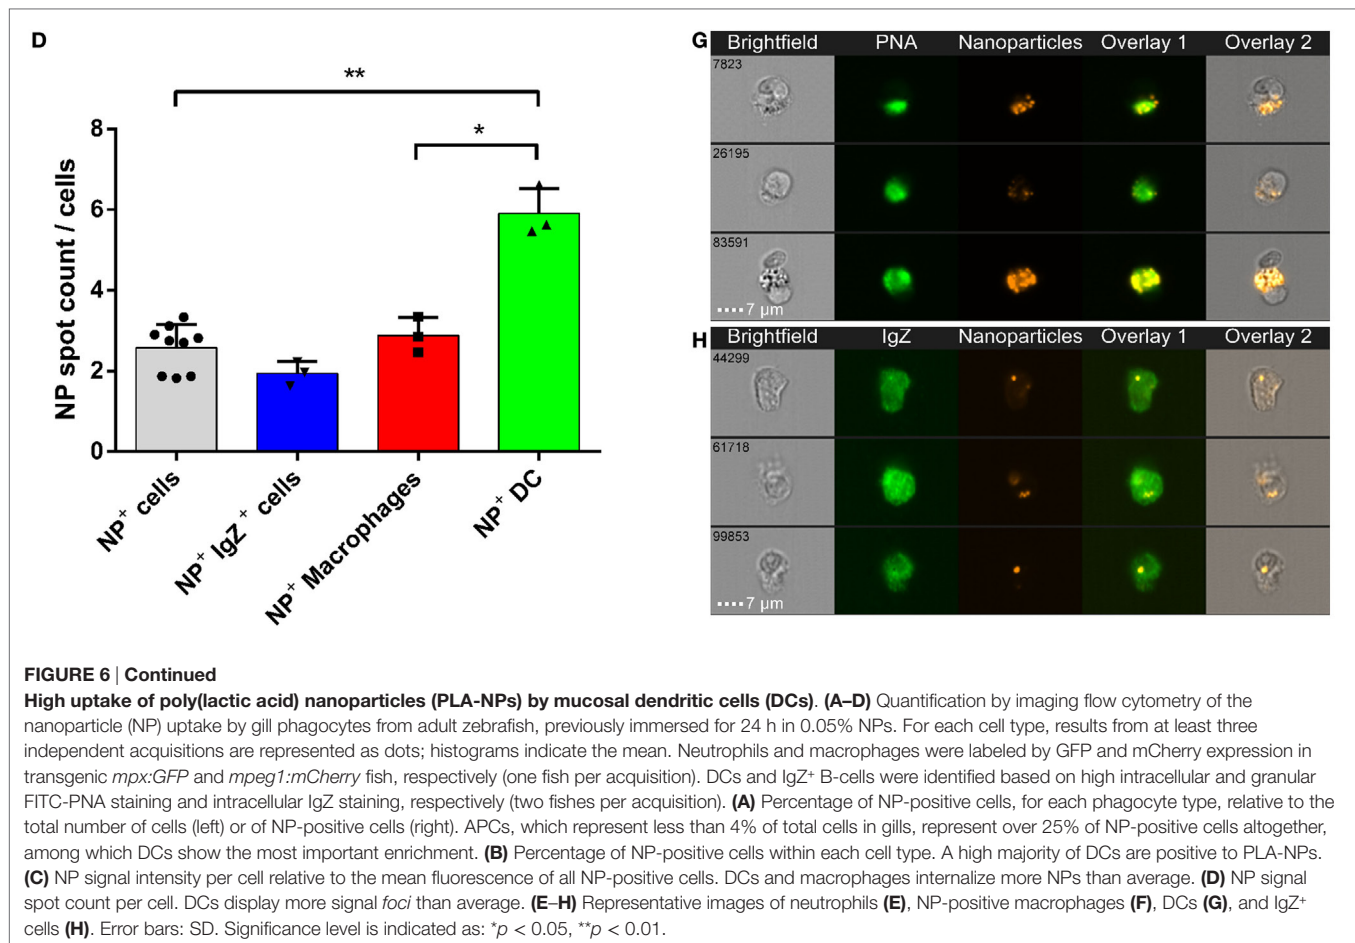 D
**
*
8
6
4
2
0
NP spot count / cells
NP⁺ cells
NP⁺ IgZ⁺ cells
NP⁺ Macrophages
NP⁺ DC
G
Brightfield PNA Nanoparticles Overlay 1 Overlay 2
7823
26195
83591
7 µm
H
Brightfield IgZ Nanoparticles Overlay 1 Overlay 2
44299
61718
99853
7 µm
FIGURE 6 | Continued
High uptake of poly(lactic acid) nanoparticles (PLA-NPs) by mucosal dendritic cells (DCs). (A–D) Quantification by imaging flow cytometry of the
nanoparticle (NP) uptake by gill phagocytes from adult zebrafish, previously immersed for 24 h in 0.05% NPs. For each cell type, results from at least three
independent acquisitions are represented as dots; histograms indicate the mean. Neutrophils and macrophages were labeled by GFP and mCherry expression in
transgenic mpx:GFP and mpeg1:mCherry fish, respectively (one fish per acquisition). DCs and IgZ⁺ B-cells were identified based on high intracellular and granular
FITC-PNA staining and intracellular IgZ staining, respectively (two fishes per acquisition). (A) Percentage of NP-positive cells, for each phagocyte type, relative to the
total number of cells (left) or of NP-positive cells (right). APCs, which represent less than 4% of total cells in gills, represent over 25% of NP-positive cells altogether,
among which DCs show the most important enrichment. (B) Percentage of NP-positive cells within each cell type. A high majority of DCs are positive to PLA-NPs.
(C) NP signal intensity per cell relative to the mean fluorescence of all NP-positive cells. DCs and macrophages internalize more NPs than average. (D) NP signal
spot count per cell. DCs display more signal foci than average. (E–H) Representative images of neutrophils (E), NP-positive macrophages (F), DCs (G), and IgZ⁺
cells (H). Error bars: SD. Significance level is indicated as: *p < 0.05, **p < 0.01.